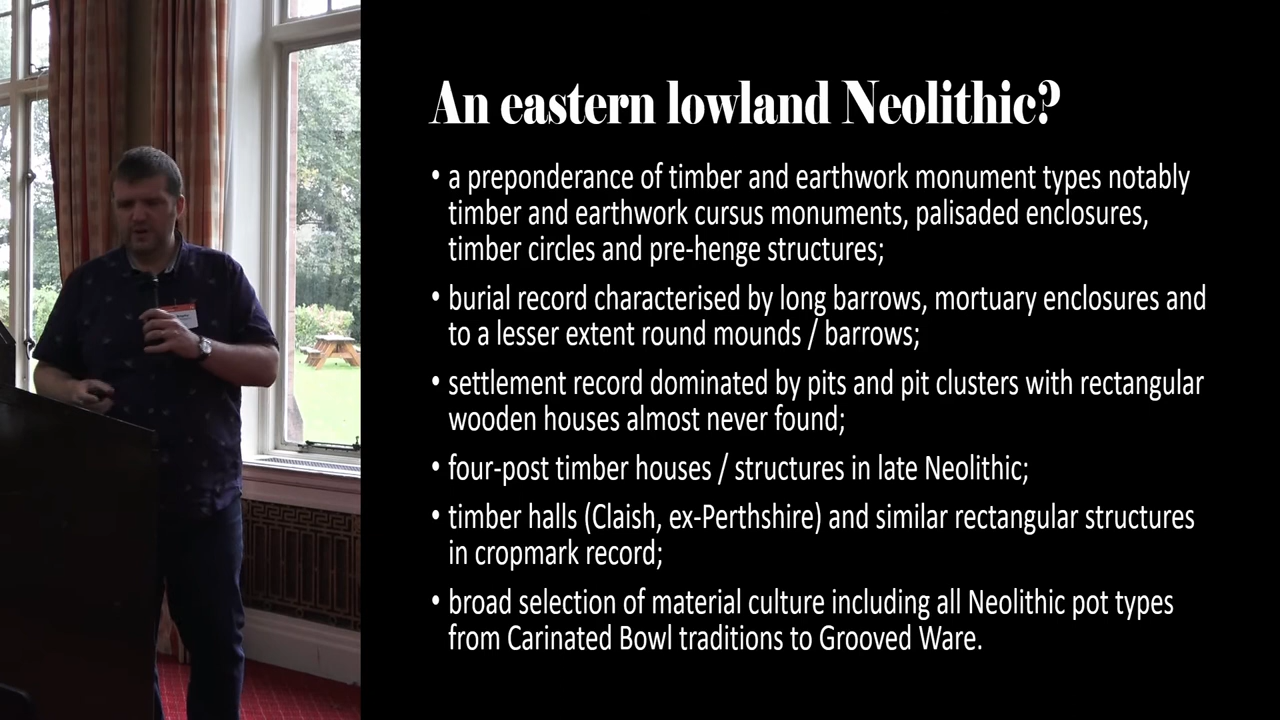 An eastern lowland Neolithic?
• a preponderance of timber and earthwork monument types notably
timber and earthwork cursus monuments, palisaded enclosures,
timber circles and pre-henge structures;
• burial record characterised by long barrows, mortuary enclosures and
to a lesser extent round mounds / barrows;
• settlement record dominated by pits and pit clusters with rectangular
wooden houses almost never found;
• four-post timber houses / structures in late Neolithic;
• timber halls (Claish, ex-Perthshire) and similar rectangular structures
in cropmark record;
• broad selection of material culture including all Neolithic pot types
from Carinated Bowl traditions to Grooved Ware.